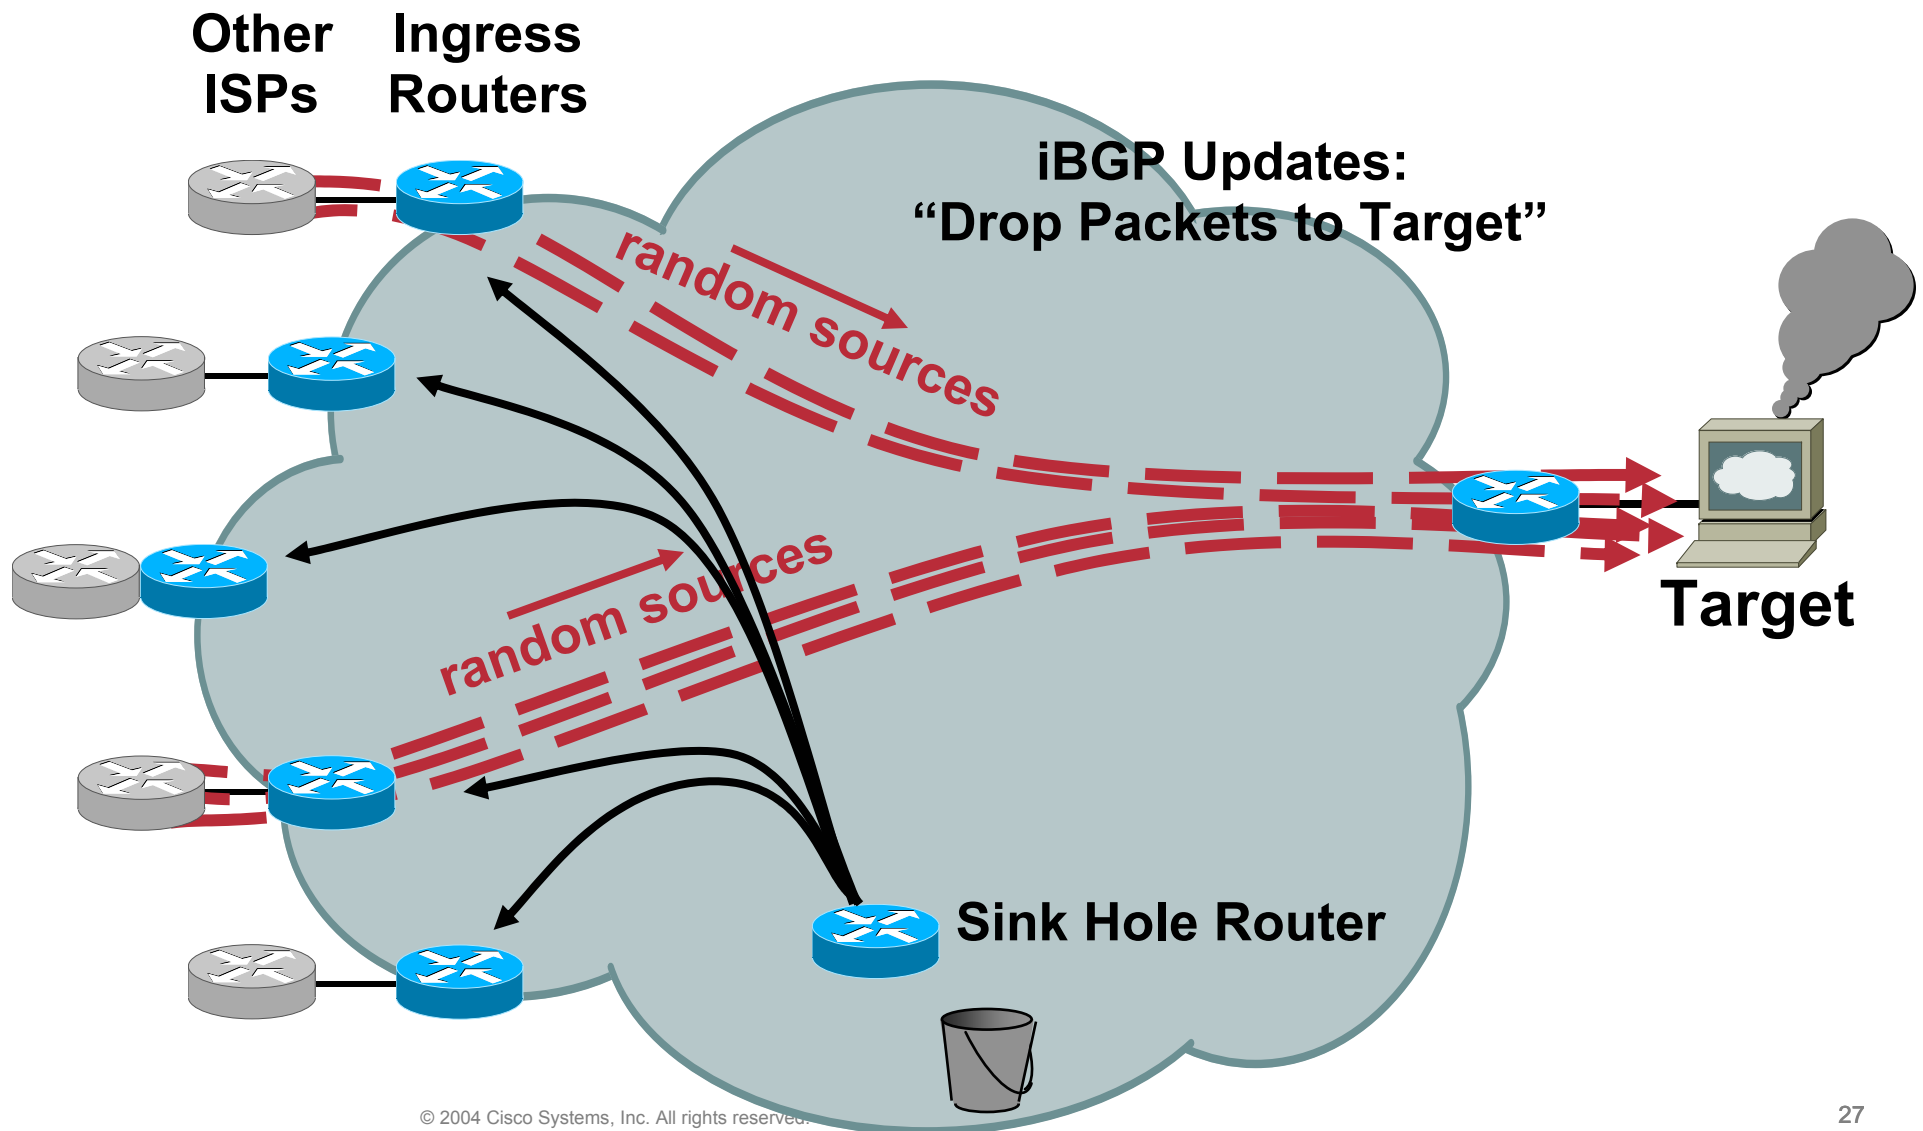 Other
ISPs
Ingress
Routers
iBGP Updates:
“Drop Packets to Target”
random sources
random sources
Target
Sink Hole Router
© 2004 Cisco Systems, Inc. All rights reserved.
27